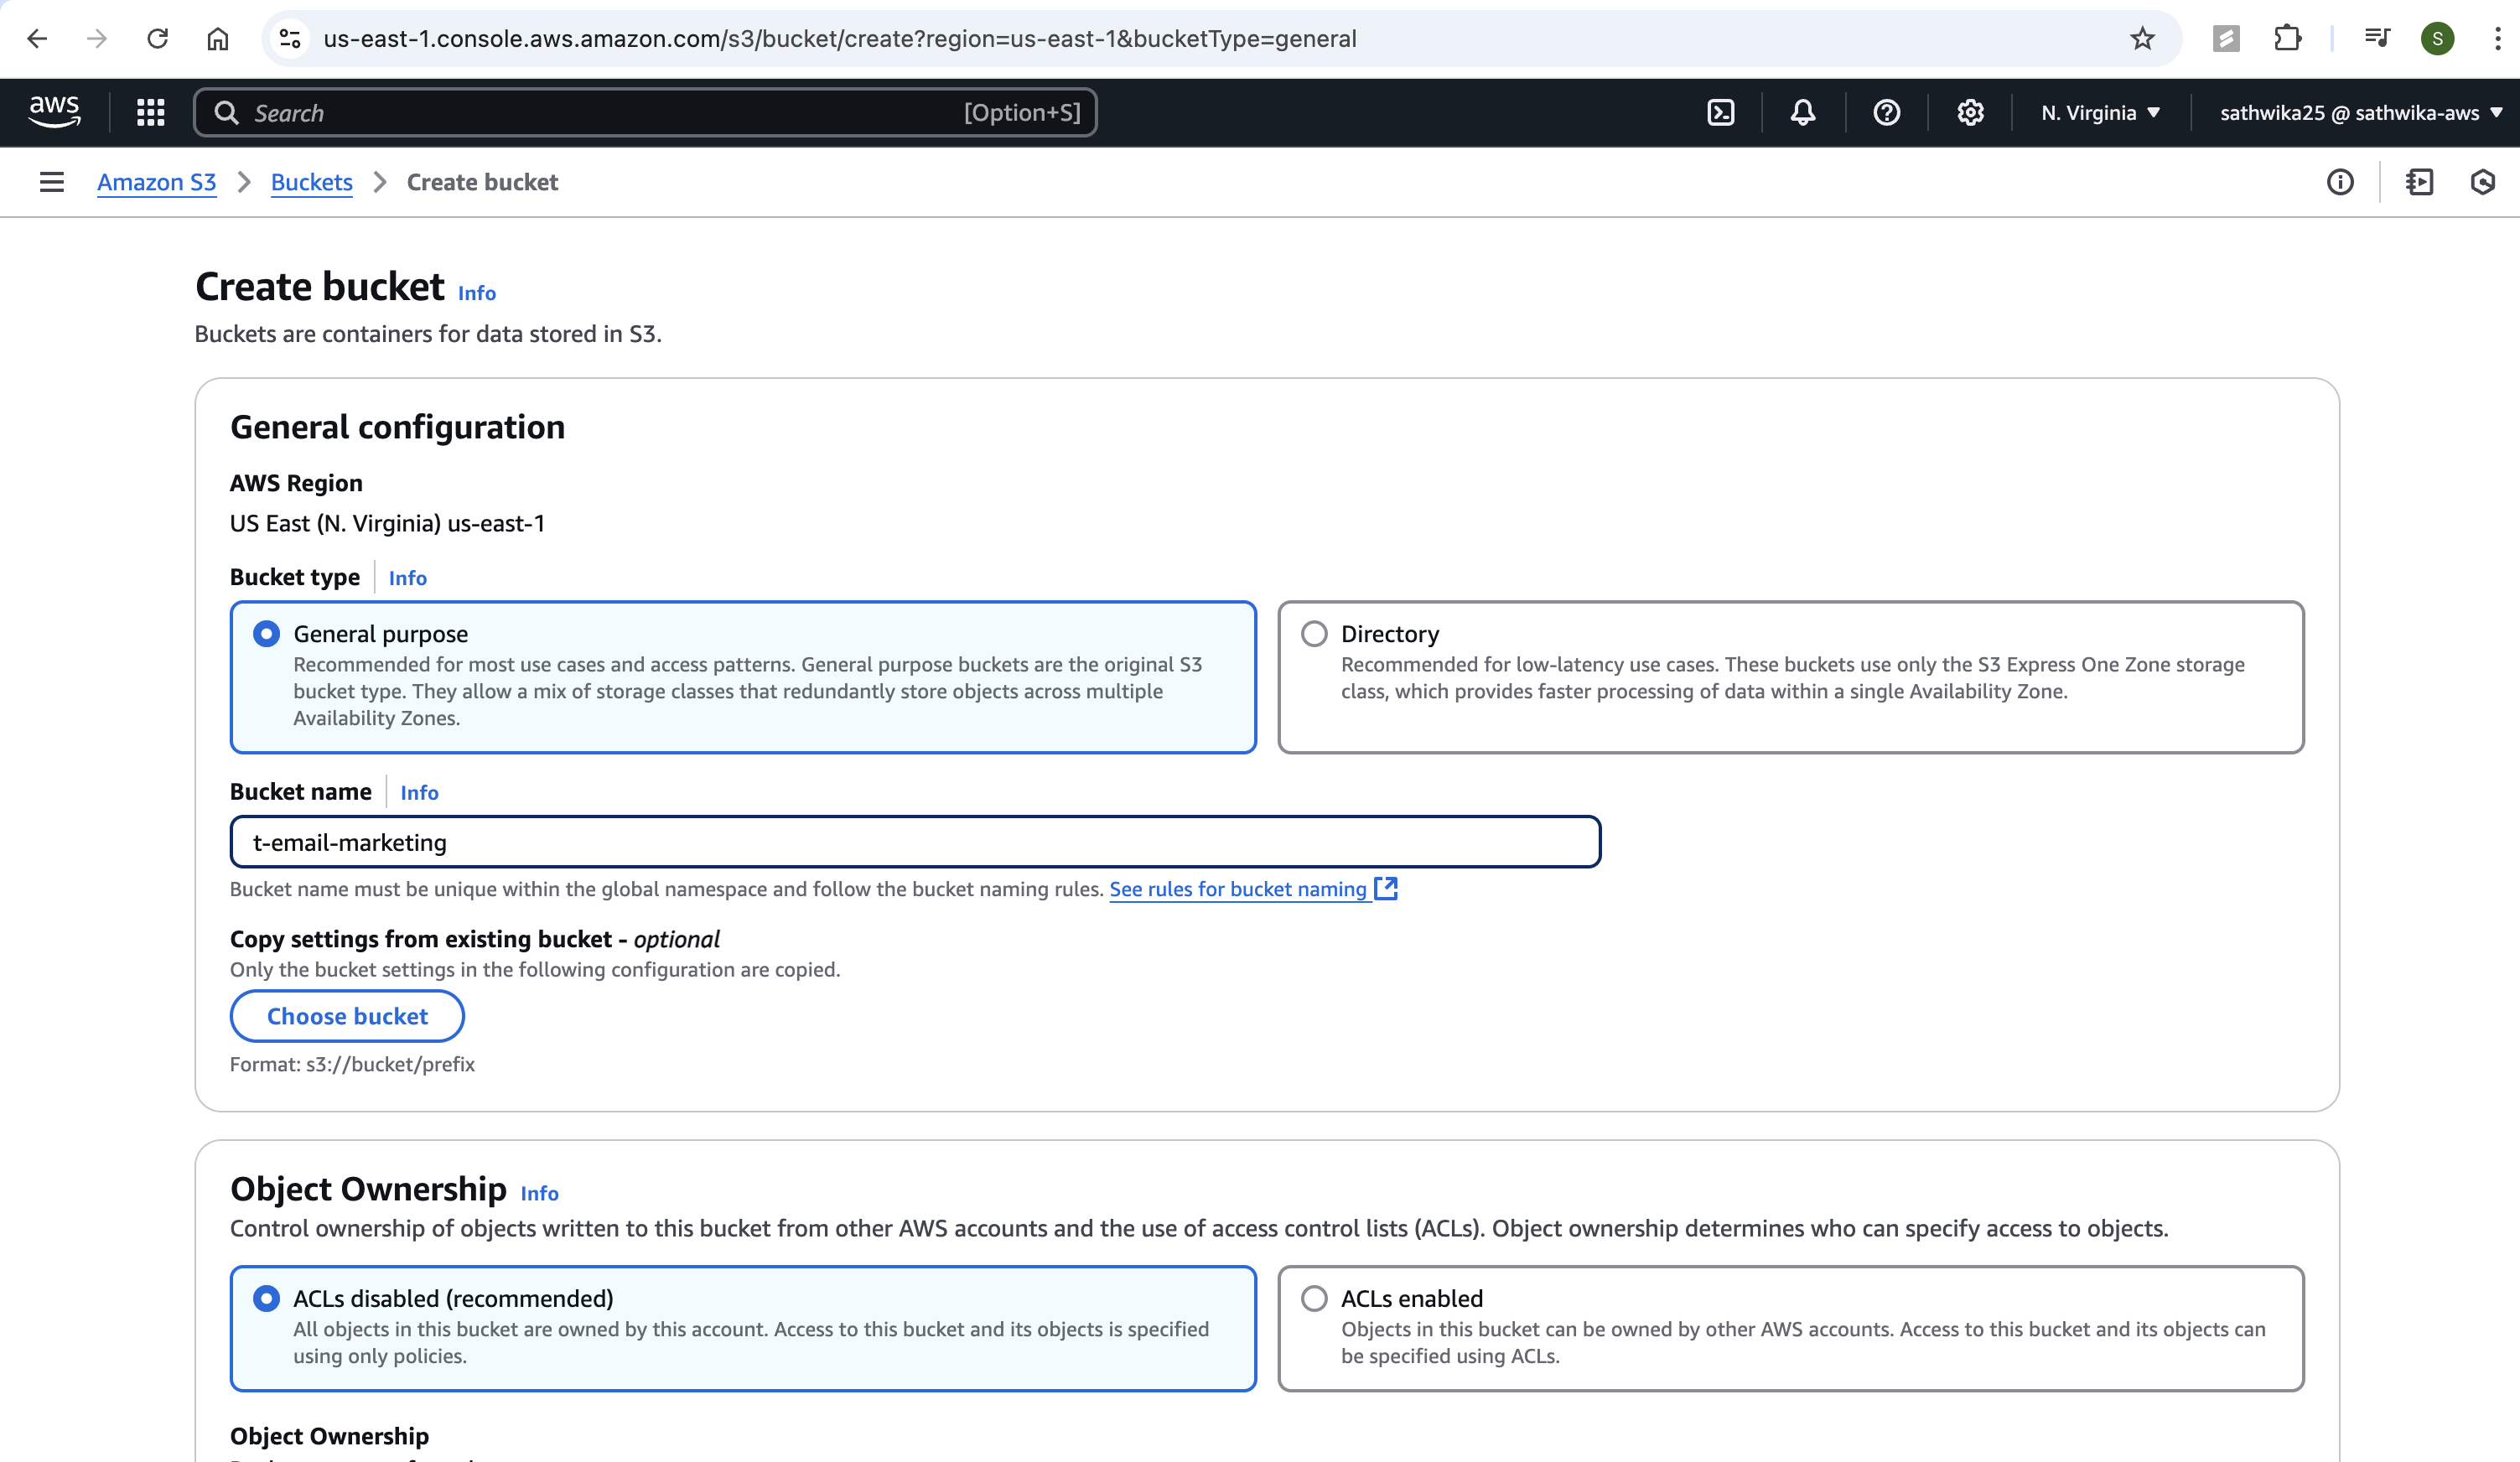 us-east-1.console.aws.amazon.com/s3/bucket/create?region=us-east-1&bucketType=general
S
aws
Search
[Option+S]
N. Virginia
sathwika25 @ sathwika-aws
Amazon S3
Buckets
Create bucket
Create bucket Info
Buckets are containers for data stored in S3.
General configuration
AWS Region
US East (N. Virginia) us-east-1
Bucket type Info
General purpose
Recommended for most use cases and access patterns. General purpose buckets are the original S3
bucket type. They allow a mix of storage classes that redundantly store objects across multiple
Availability Zones.
Directory
Recommended for low-latency use cases. These buckets use only the S3 Express One Zone storage
class, which provides faster processing of data within a single Availability Zone.
Bucket name Info
t-email-marketing
Bucket name must be unique within the global namespace and follow the bucket naming rules. See rules for bucket naming
Copy settings from existing bucket - optional
Only the bucket settings in the following configuration are copied.
Choose bucket
Format: s3://bucket/prefix
Object Ownership Info
Control ownership of objects written to this bucket from other AWS accounts and the use of access control lists (ACLs). Object ownership determines who can specify access to objects.
ACLs disabled (recommended)
All objects in this bucket are owned by this account. Access to this bucket and its objects is specified
using only policies.
ACLs enabled
Objects in this bucket can be owned by other AWS accounts. Access to this bucket and its objects can
be specified using ACLs.
Object Ownership